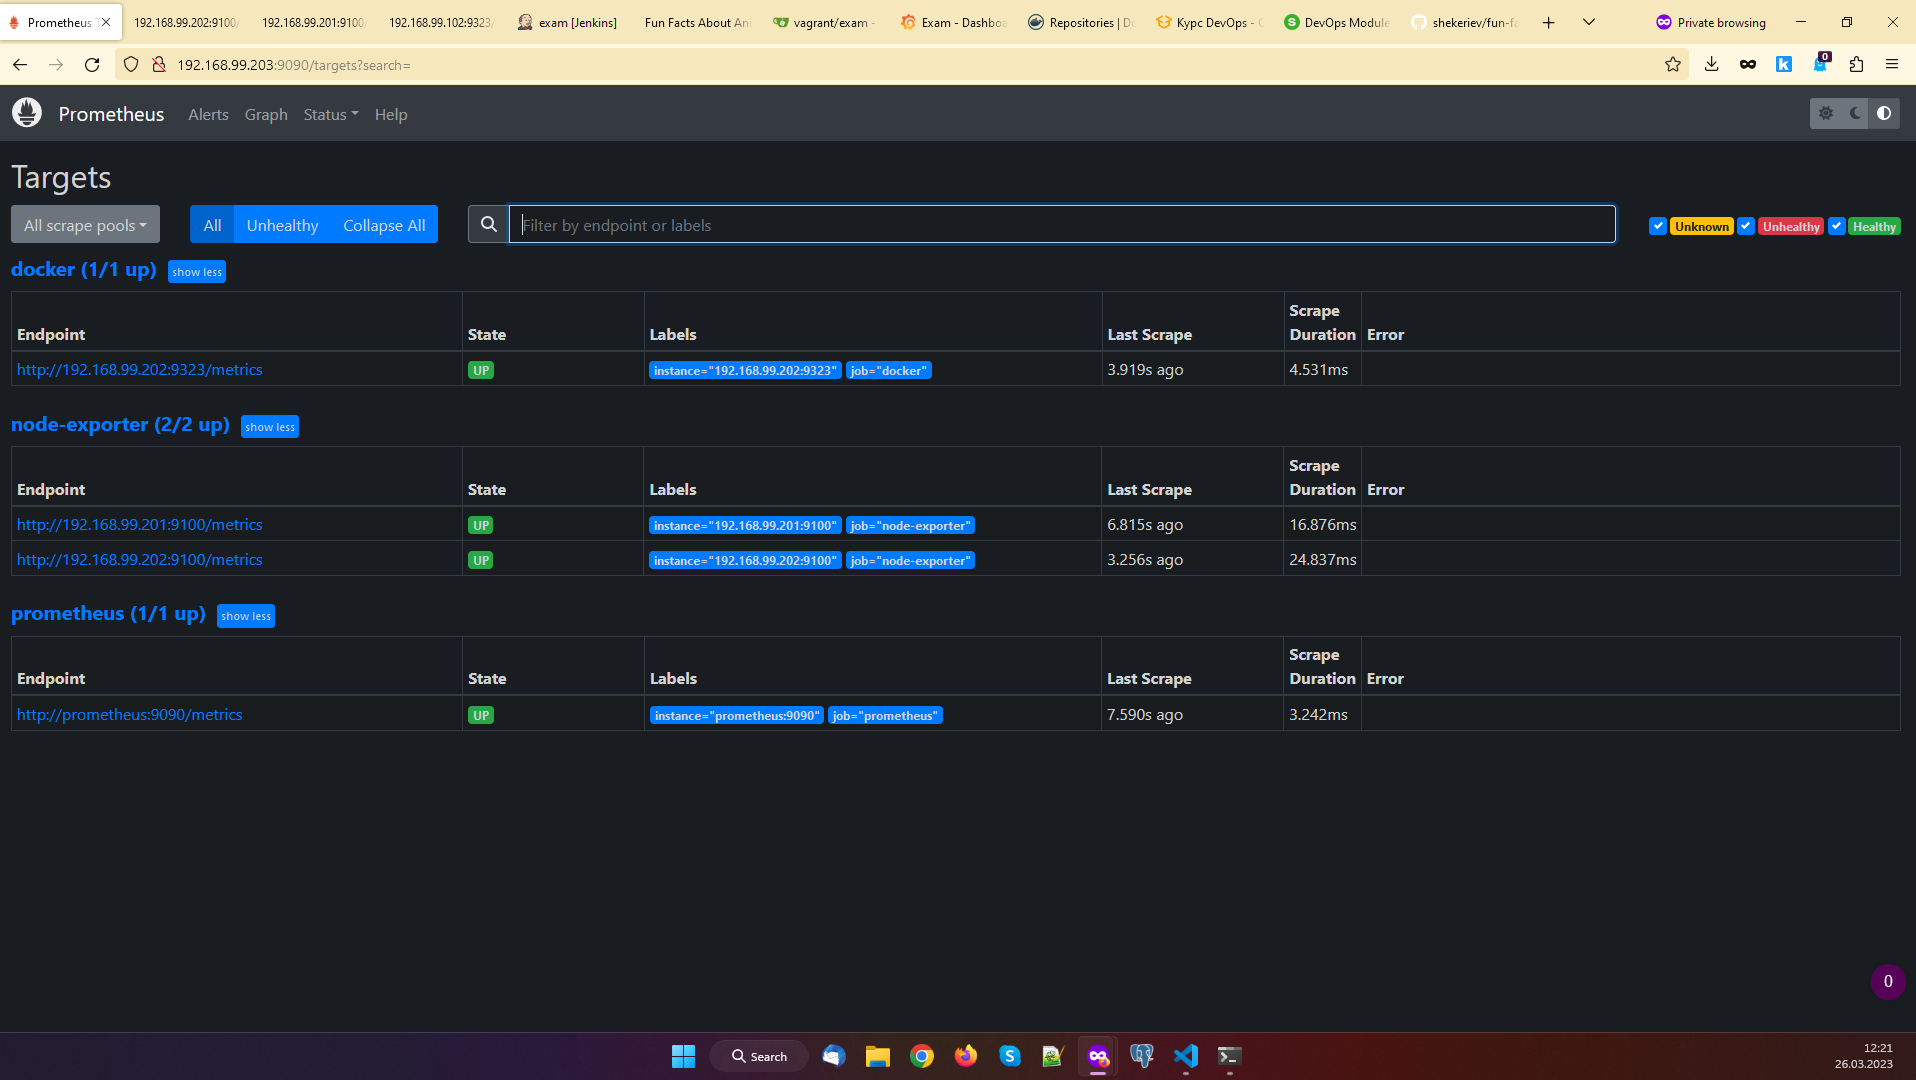 Prometheus T
192.168.99.202:9100/
192.168.99.201:9100/
192.168.99.102:9323/
exam [Jenkins]
Fun Facts About An
vagrant/exam -
Exam - Dashboa
Repositories | D
Курс DevOps - 
DevOps Module
shekeriev/fun-fa
Private browsing
192.168.99.203:9090/targets?search=
0
Prometheus Alerts Graph Status Help
Targets
All scrape pools
All Unhealthy Collapse All
Filter by endpoint or labels
Unknown Unhealthy Healthy
docker (1/1 up) show less
Endpoint State Labels Last Scrape Scrape Duration Error
http://192.168.99.202:9323/metrics UP instance="192.168.99.202:9323" job="docker" 3.919s ago 4.531ms
node-exporter (2/2 up) show less
Endpoint State Labels Last Scrape Scrape Duration Error
http://192.168.99.201:9100/metrics UP instance="192.168.99.201:9100" job="node-exporter" 6.815s ago 16.876ms
http://192.168.99.202:9100/metrics UP instance="192.168.99.202:9100" job="node-exporter" 3.256s ago 24.837ms
prometheus (1/1 up) show less
Endpoint State Labels Last Scrape Scrape Duration Error
http://prometheus:9090/metrics UP instance="prometheus:9090" job="prometheus" 7.590s ago 3.242ms
0
Search
12:21
26.03.2023